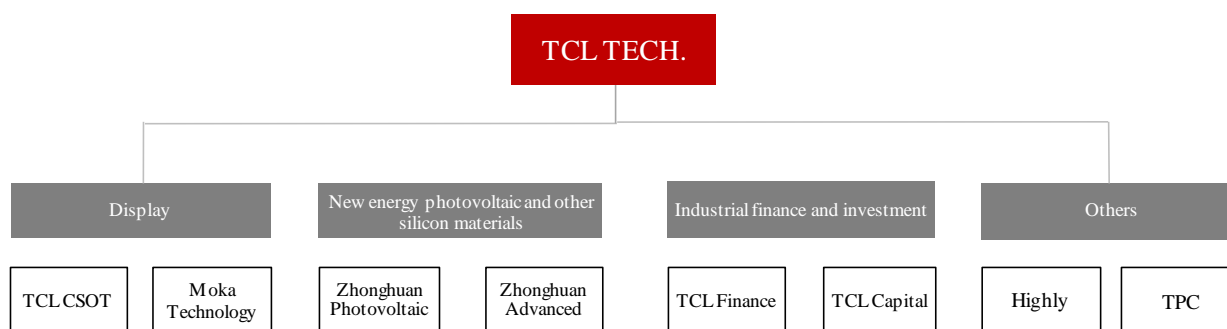 TCL TECH.
Display
New energy photovoltaic and other
silicon materials
Industrial finance and investment
Others
TCL CSOT
Moka
Technology
Zhonghuan
Photovoltaic
Zhonghuan
Advanced
TCL Finance
TCL Capital
Highly
TPC